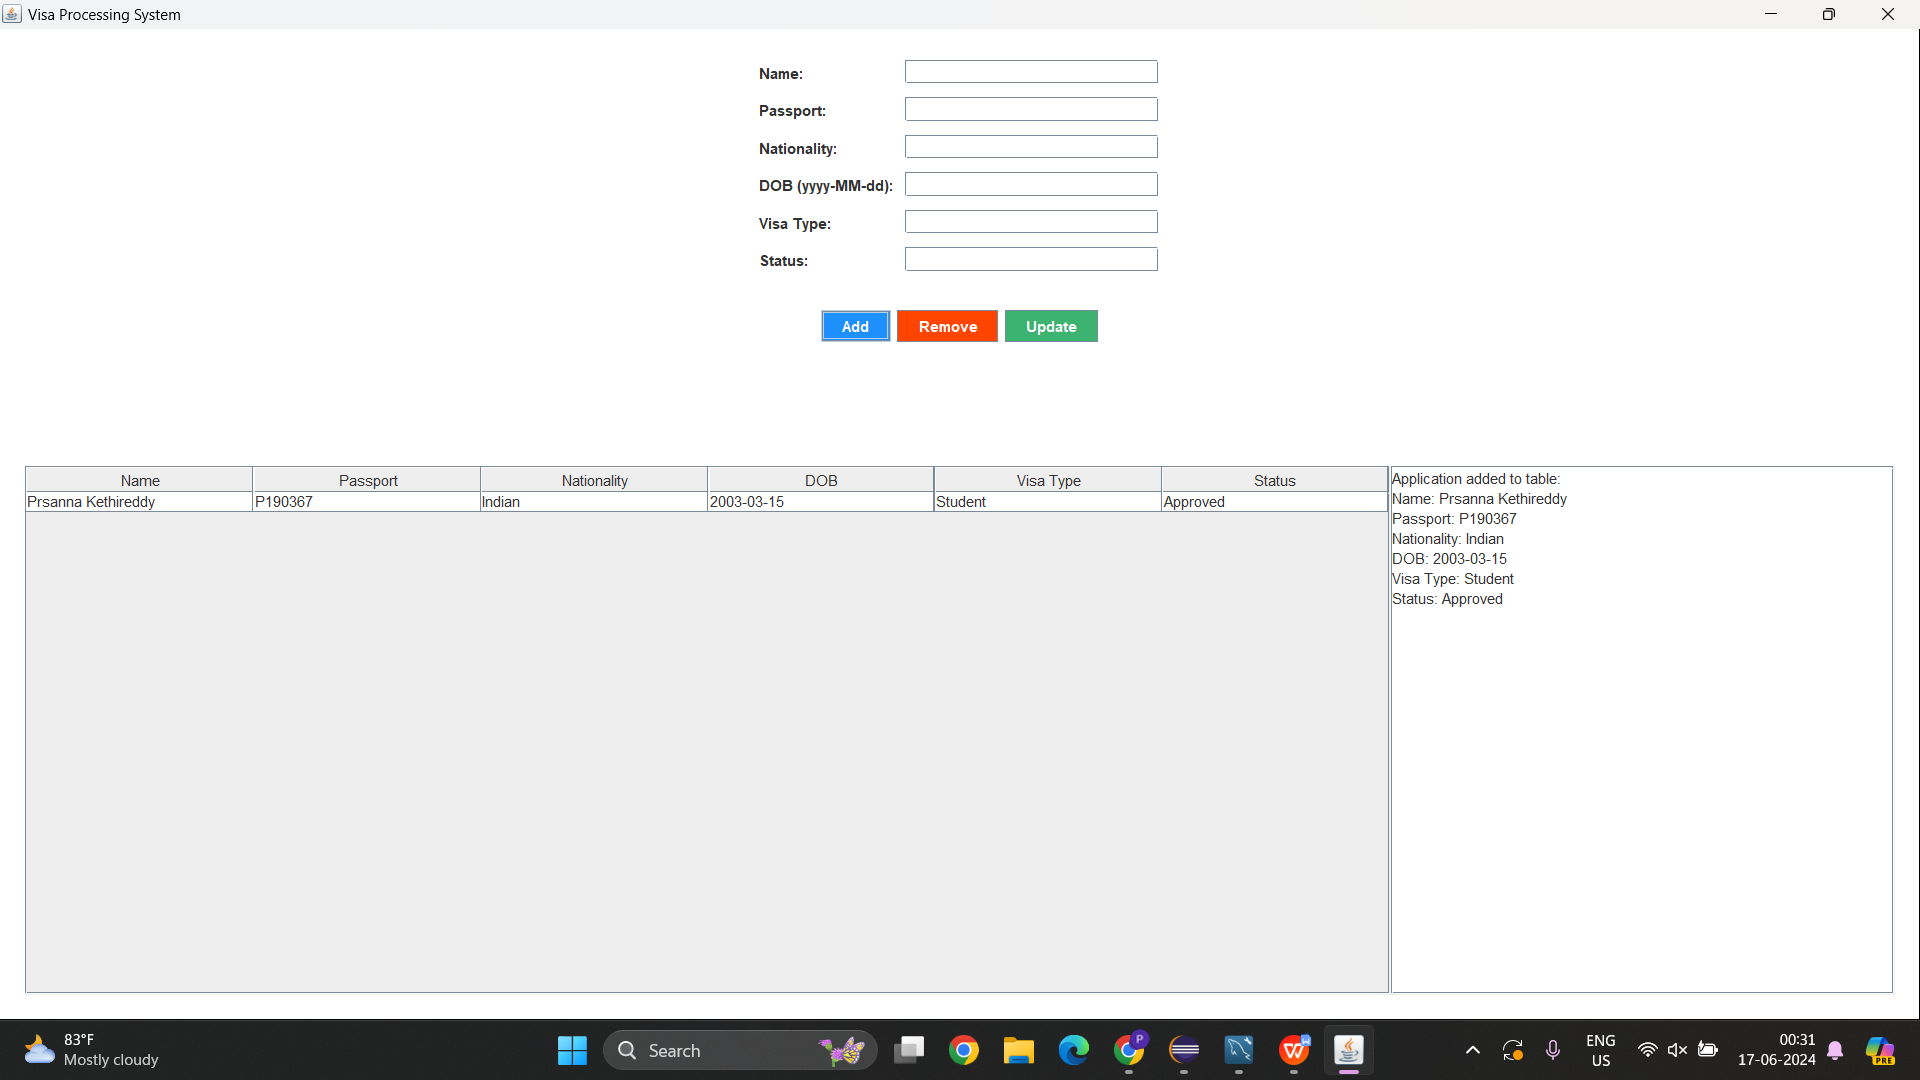 Visa Processing System
Name:
Passport:
Nationality:
DOB (yyyy-MM-dd):
Visa Type:
Status:
Add Remove Update
Name Passport Nationality DOB Visa Type Status
Prsanna Kethireddy P190367 Indian 2003-03-15 Student Approved
Application added to table:
Name: Prsanna Kethireddy
Passport: P190367
Nationality: Indian
DOB: 2003-03-15
Visa Type: Student
Status: Approved
83°F
Mostly cloudy
Search
P
W
W
ENG
US
00:31
17-06-2024
PRE